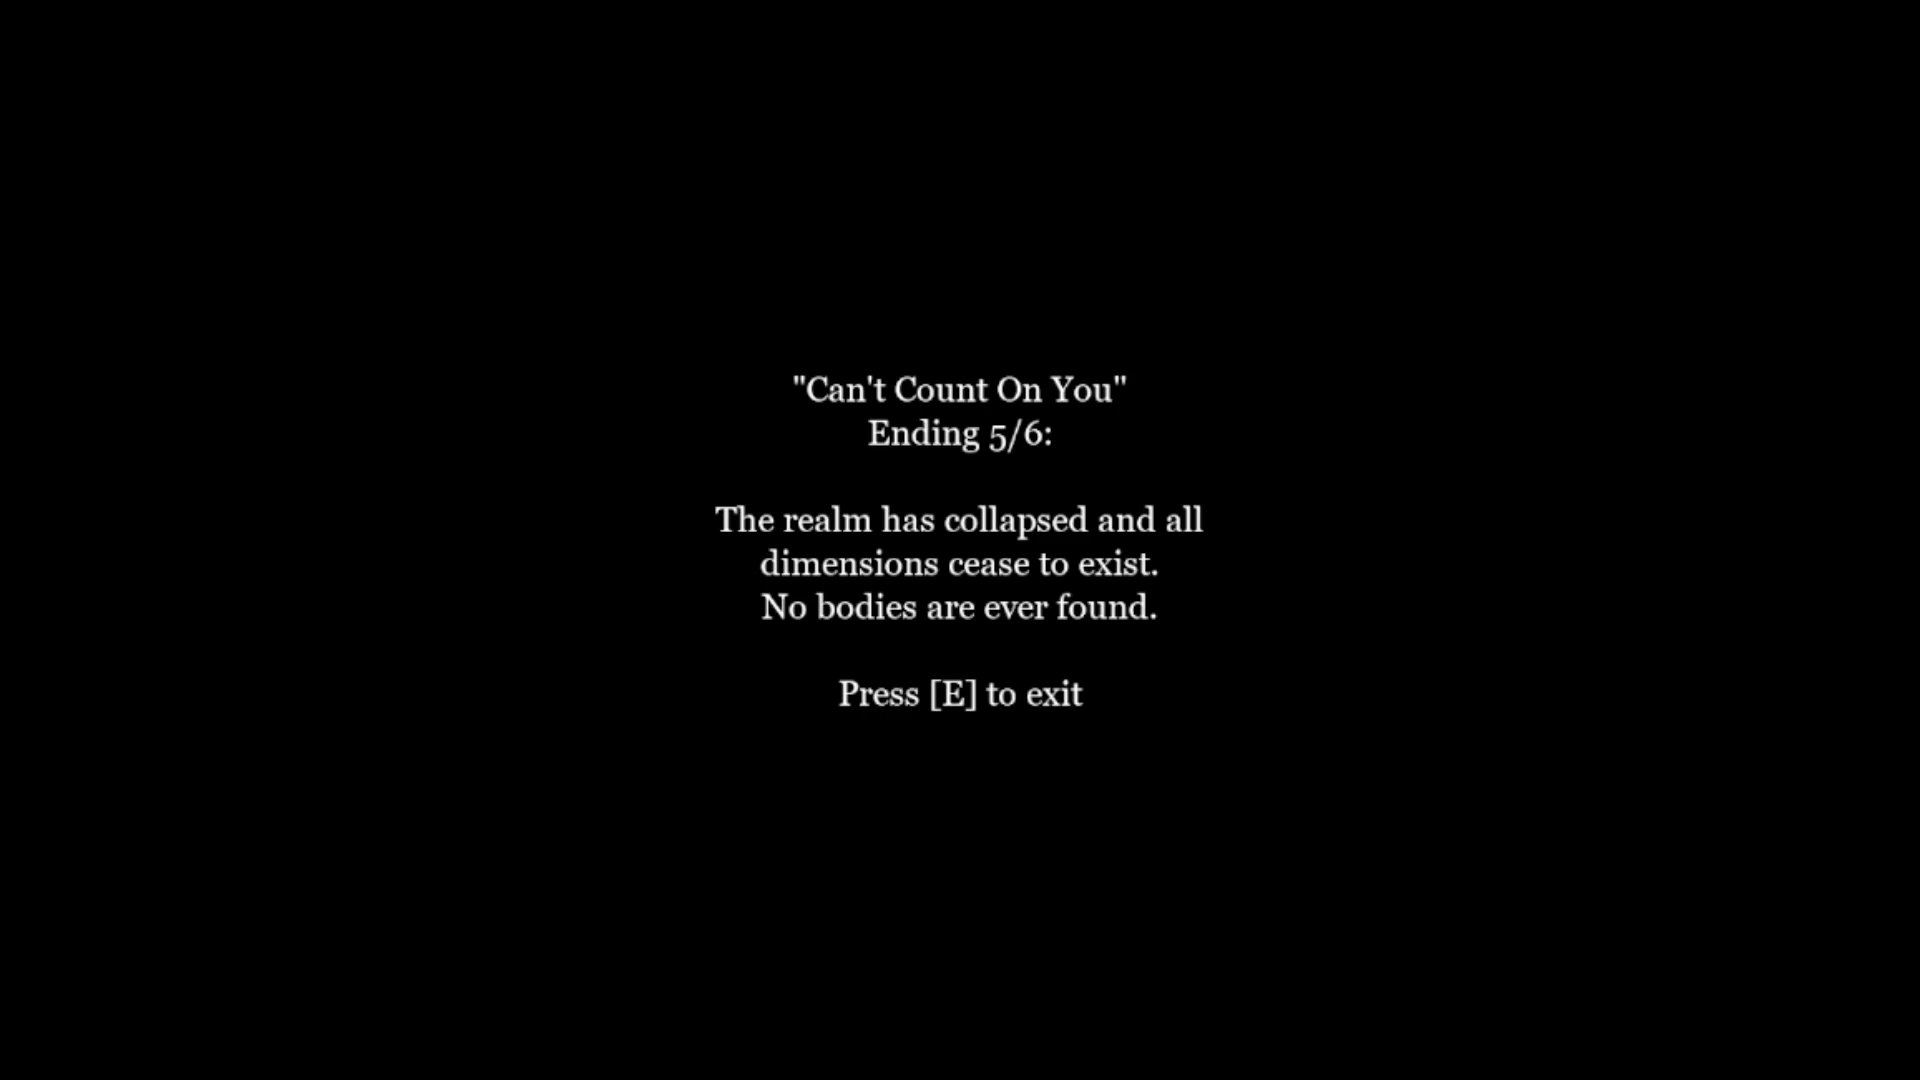 "Can't Count On You"
Ending 5/6:
The realm has collapsed and all
dimensions cease to exist.
No bodies are ever found.
Press [E] to exit